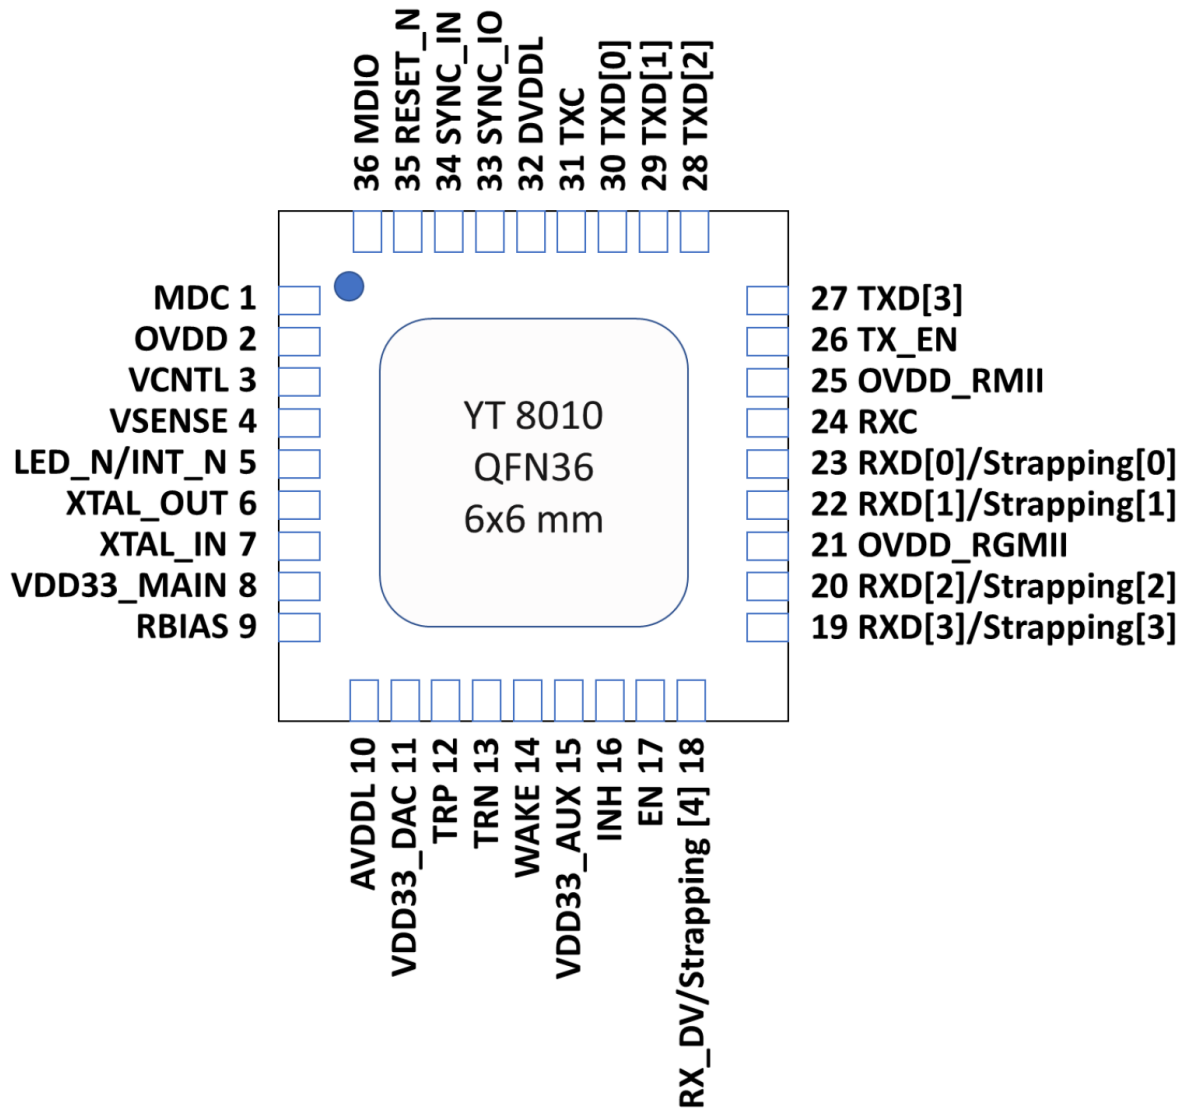 36 MDIO
35 RESET_N
34 SYNC_IN
33 SYNC_IO
32 DVDDL
31 TXC
30 TXD[0]
29 TXD[1]
28 TXD[2]
MDC 1
OVDD 2
VCNTL 3
VSENSE 4
LED_N/INT_N 5
XTAL_OUT 6
XTAL_IN 7
VDD33_MAIN 8
RBIAS 9
YT 8010
QFN36
6x6 mm
27 TXD[3]
26 TX_EN
25 OVDD_RMII
24 RXC
23 RXD[0]/Strapping[0]
22 RXD[1]/Strapping[1]
21 OVDD_RGMII
20 RXD[2]/Strapping[2]
19 RXD[3]/Strapping[3]
AVDDL 10
VDD33_DAC 11
TRP 12
TRN 13
WAKE 14
VDD33_AUX 15
INH 16
EN 17
RX_DV/Strapping [4] 18